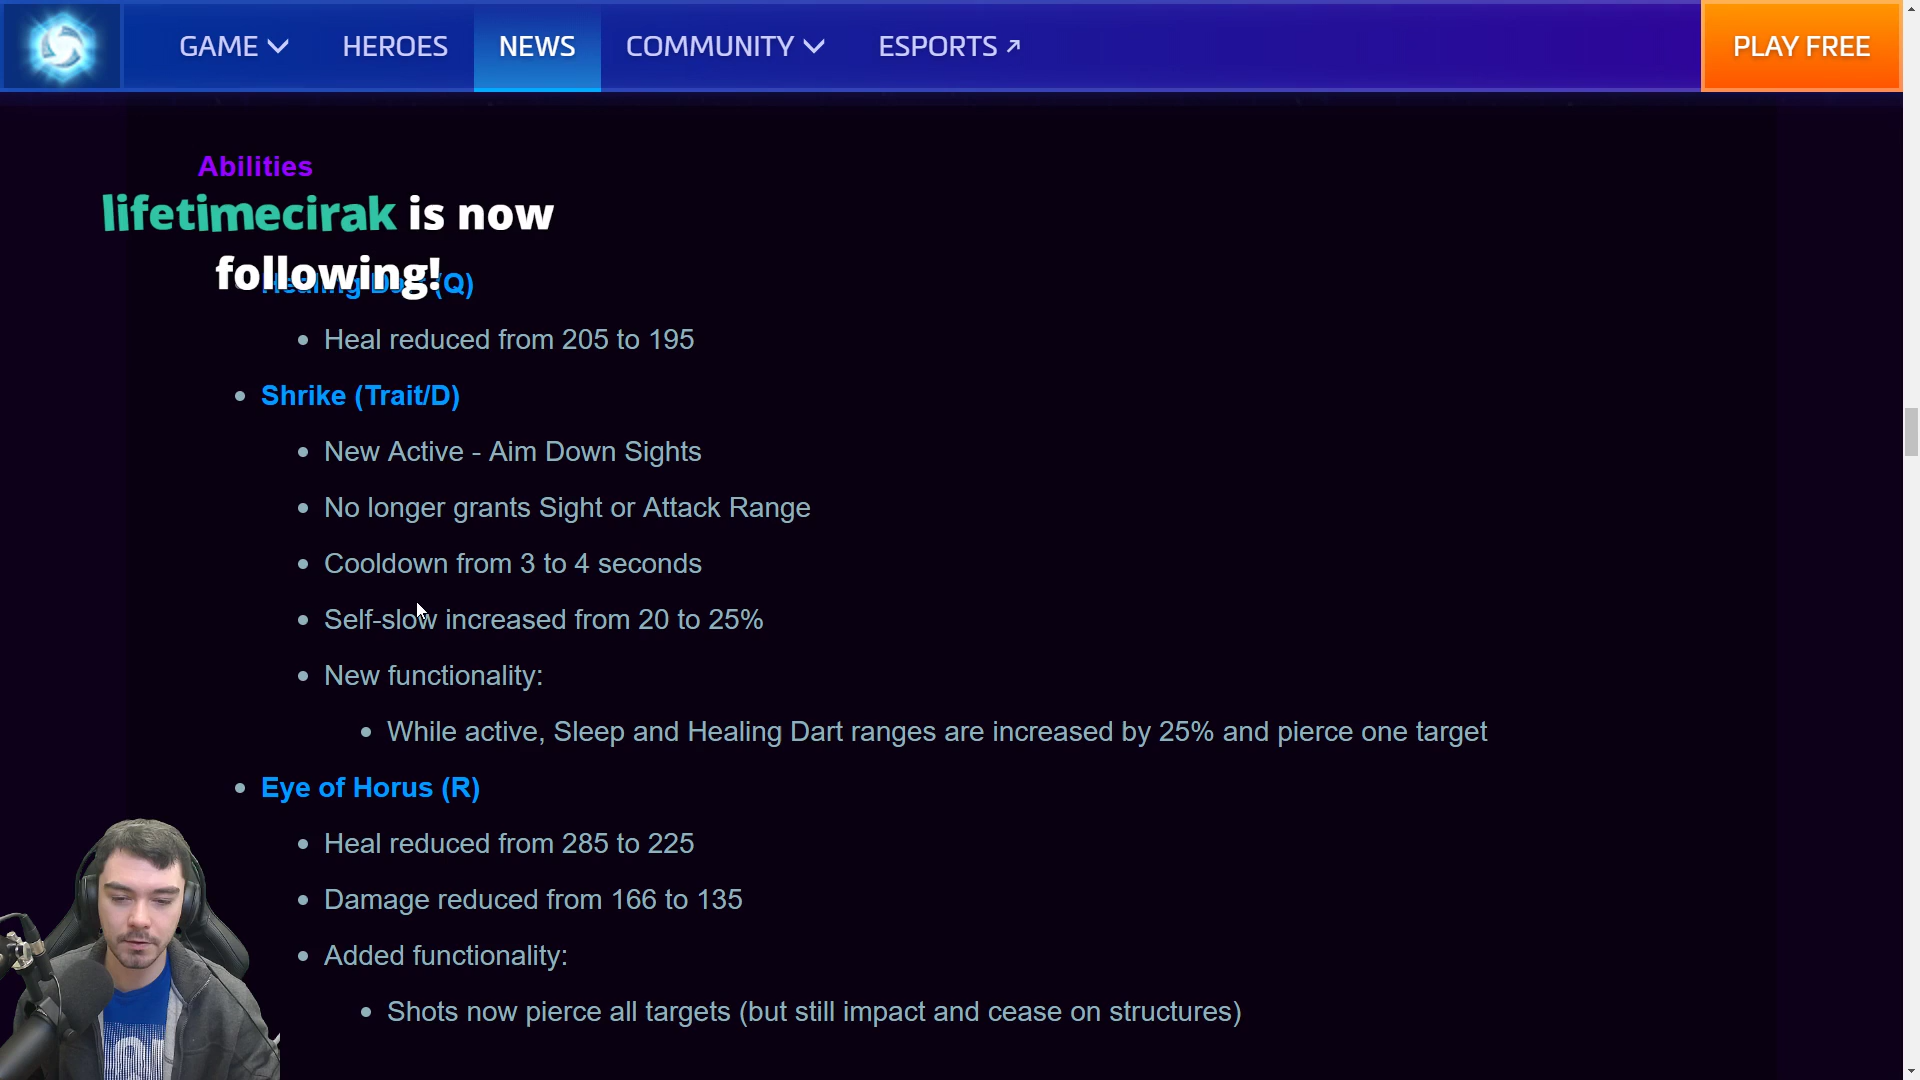 GAME HEROES NEWS COMMUNITY ESPORTS PLAY FREE
Abilities
lifetimecirak is now
following!
Healing Dart (Q)
Heal reduced from 205 to 195
Shrike (Trait/D)
New Active - Aim Down Sights
No longer grants Sight or Attack Range
Cooldown from 3 to 4 seconds
Self-slow increased from 20 to 25%
New functionality:
While active, Sleep and Healing Dart ranges are increased by 25% and pierce one target
Eye of Horus (R)
Heal reduced from 285 to 225
Damage reduced from 166 to 135
Added functionality:
Shots now pierce all targets (but still impact and cease on structures)